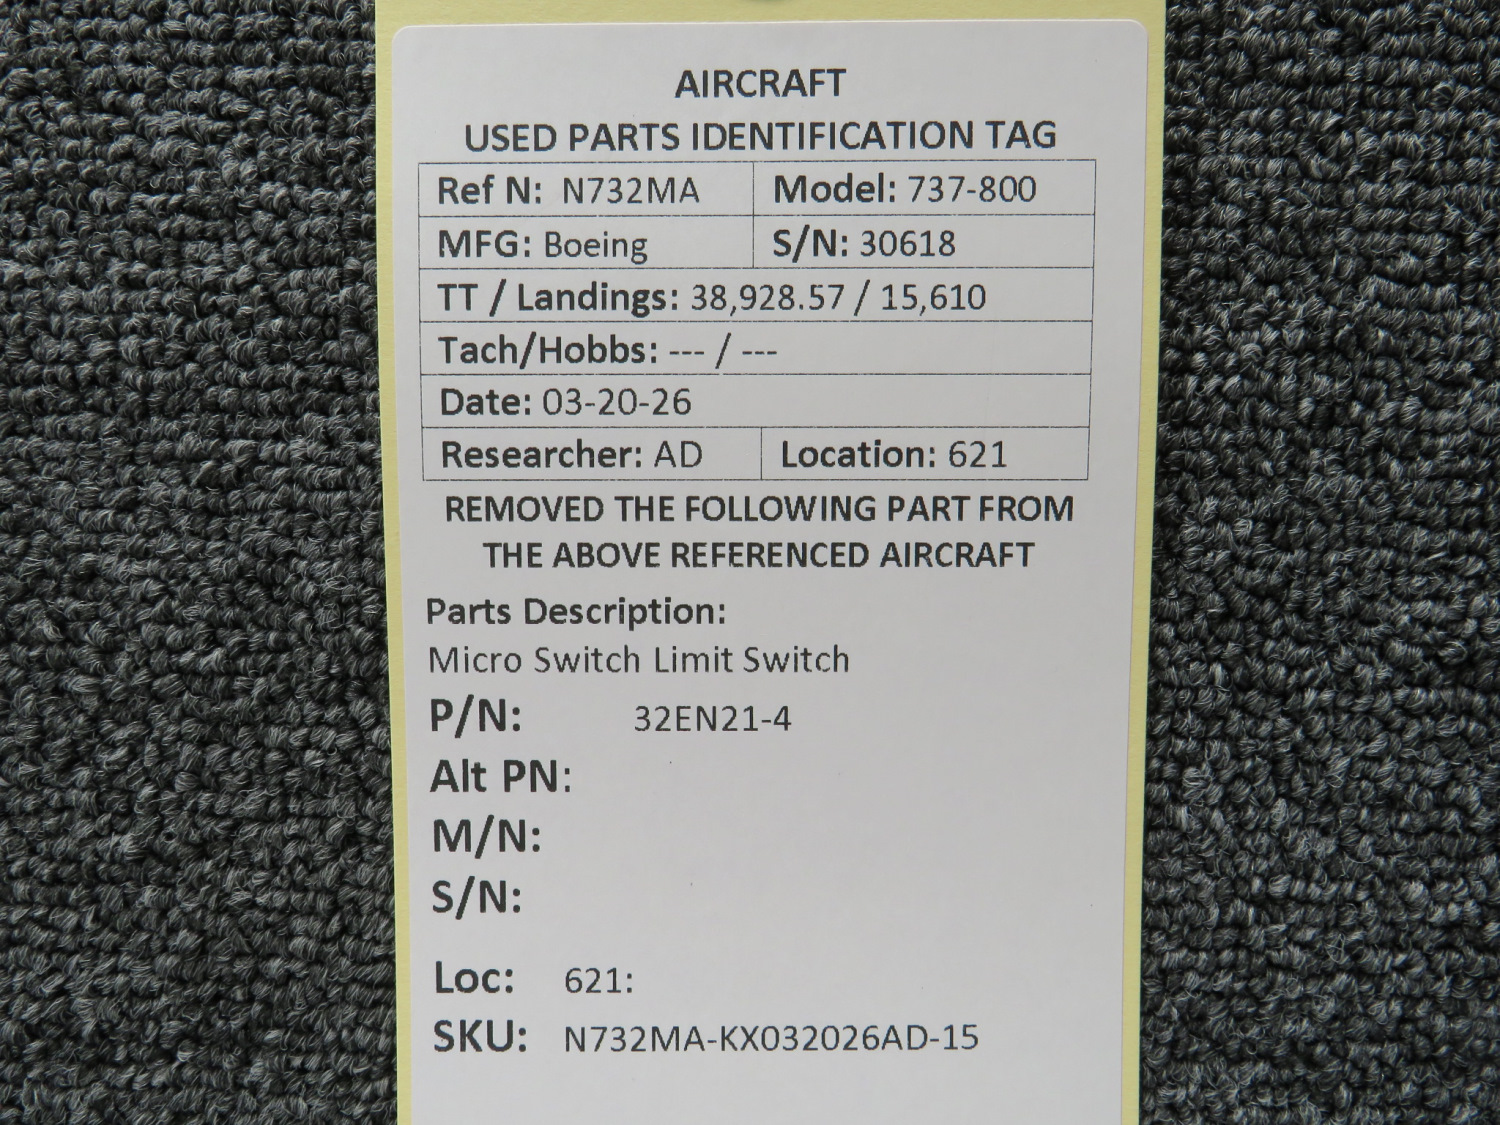 AIRCRAFT
USED PARTS IDENTIFICATION TAG
Ref N: N732MA Model: 737-800
MFG: Boeing S/N: 30618
TT / Landings: 38,928.57 / 15,610
Tach/Hobbs: --- / ---
Date: 03-20-26
Researcher: AD Location: 621
REMOVED THE FOLLOWING PART FROM
THE ABOVE REFERENCED AIRCRAFT
Parts Description:
Micro Switch Limit Switch
P/N: 32EN21-4
Alt PN:
M/N:
S/N:
Loc: 621:
SKU: N732MA-KX032026AD-15